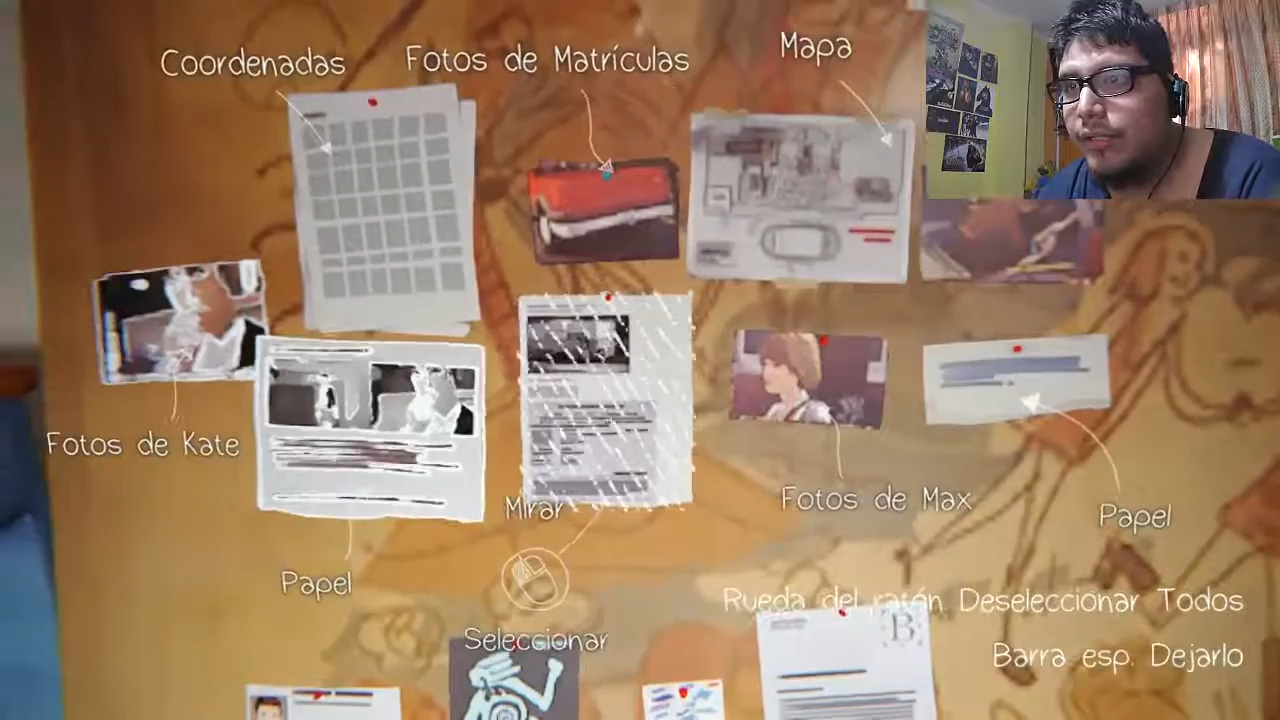 Coordenadas
Fotos de Matrículas
Mapa
Fotos de Kate
Mirar
Fotos de Max
Papel
Papel
Rueda del ratón Deseleccionar Todos
Seleccionar
Barra esp. Dejarlo
B